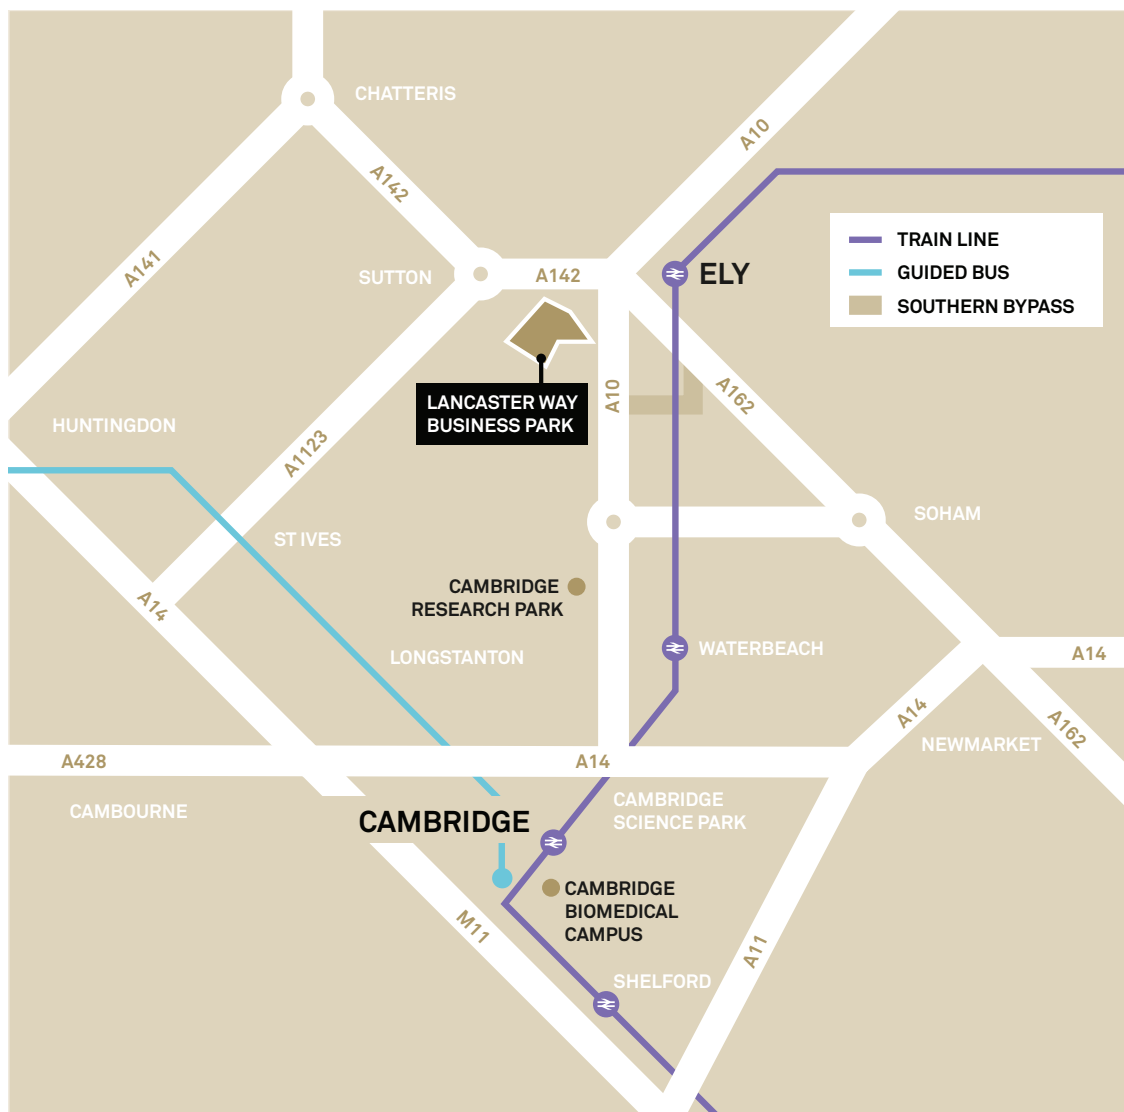 CHATTERIS
A10
A142
TRAIN LINE
GUIDED BUS
SOUTHERN BYPASS
A141
SUTTON
A142
ELY
LANCASTER WAY
BUSINESS PARK
A10
A162
HUNTINGDON
A1123
ST IVES
SOHAM
CAMBRIDGE
RESEARCH PARK
A14
LONGSTANTON
WATERBEACH
A14
A14
A162
NEWMARKET
A428
A14
CAMBOURNE
CAMBRIDGE
SCIENCE PARK
CAMBRIDGE
CAMBRIDGE
BIOMEDICAL
CAMPUS
M11
A11
SHELFORD